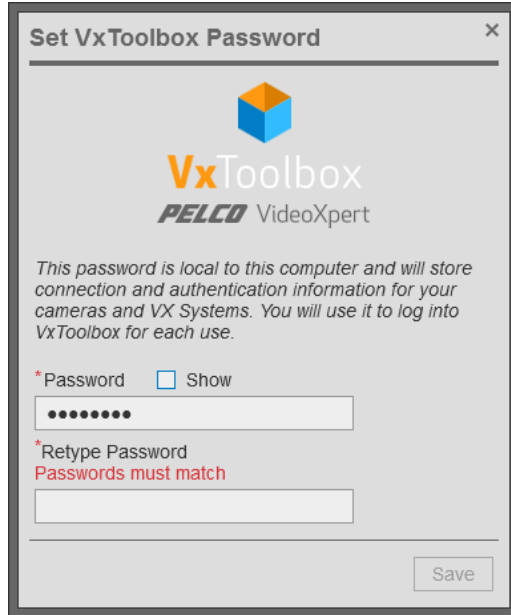 Set VxToolbox Password
×
VxToolbox
PELCO VideoXpert
This password is local to this computer and will store
connection and authentication information for your
cameras and VX Systems. You will use it to log into
VxToolbox for each use.
*Password Show
●●●●●●●●
*Retype Password
Passwords must match
Save